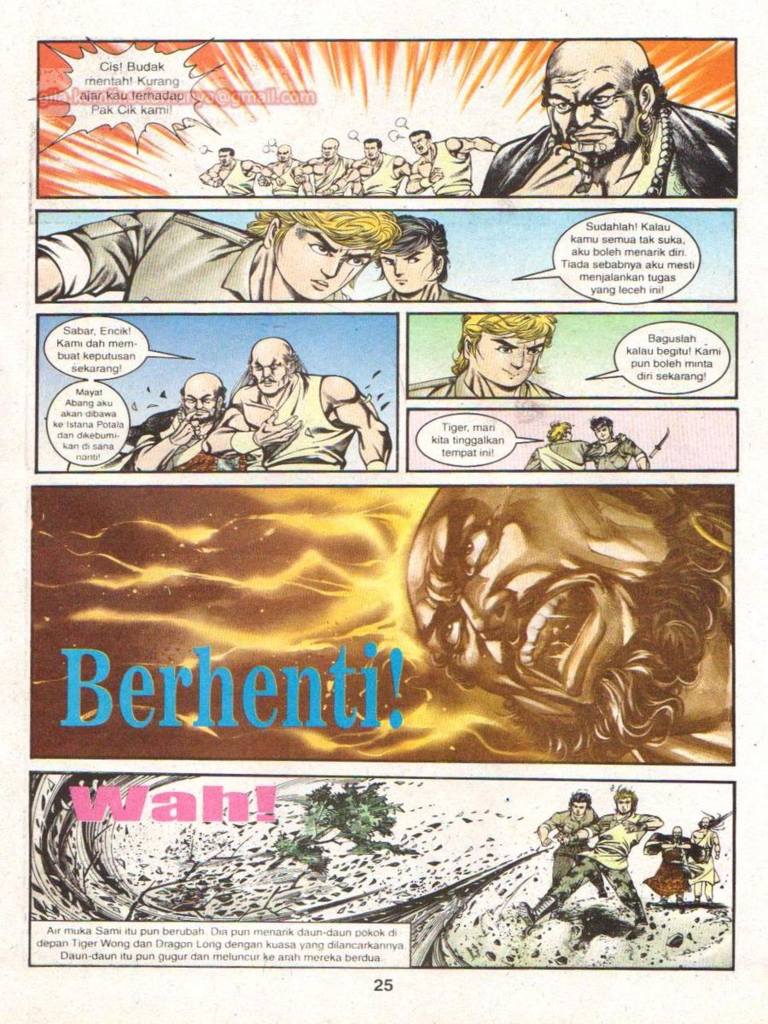 Cis! Budak
mentah! Kurang
ajar kau terhadap
Pak Cik kami!
@gmail.com
Sudahlah! Kalau
kamu semua tak suka,
aku boleh menarik diri.
Tiada sebabnya aku mesti
menjalankan tugas
yang leceh ini!
Sabar, Encik!
Kami dah mem-
buat keputusan
sekarang!
Mayat
Abang aku
akan dibawa
ke Istana Potala
dan dikebumi-
kan di sana
nanti!
Baguslah
kalau begitu! Kami
pun boleh minta
diri sekarang!
Tiger, mari
kita tinggalkan
tempat ini!
Berhenti!
Wah!
Air muka Sami itu pun berubah. Dia pun menarik daun-daun pokok di
depan Tiger Wong dan Dragon Long dengan kuasa yang dilancarkannya.
Daun-daun itu pun gugur dan meluncur ke arah mereka berdua.
25